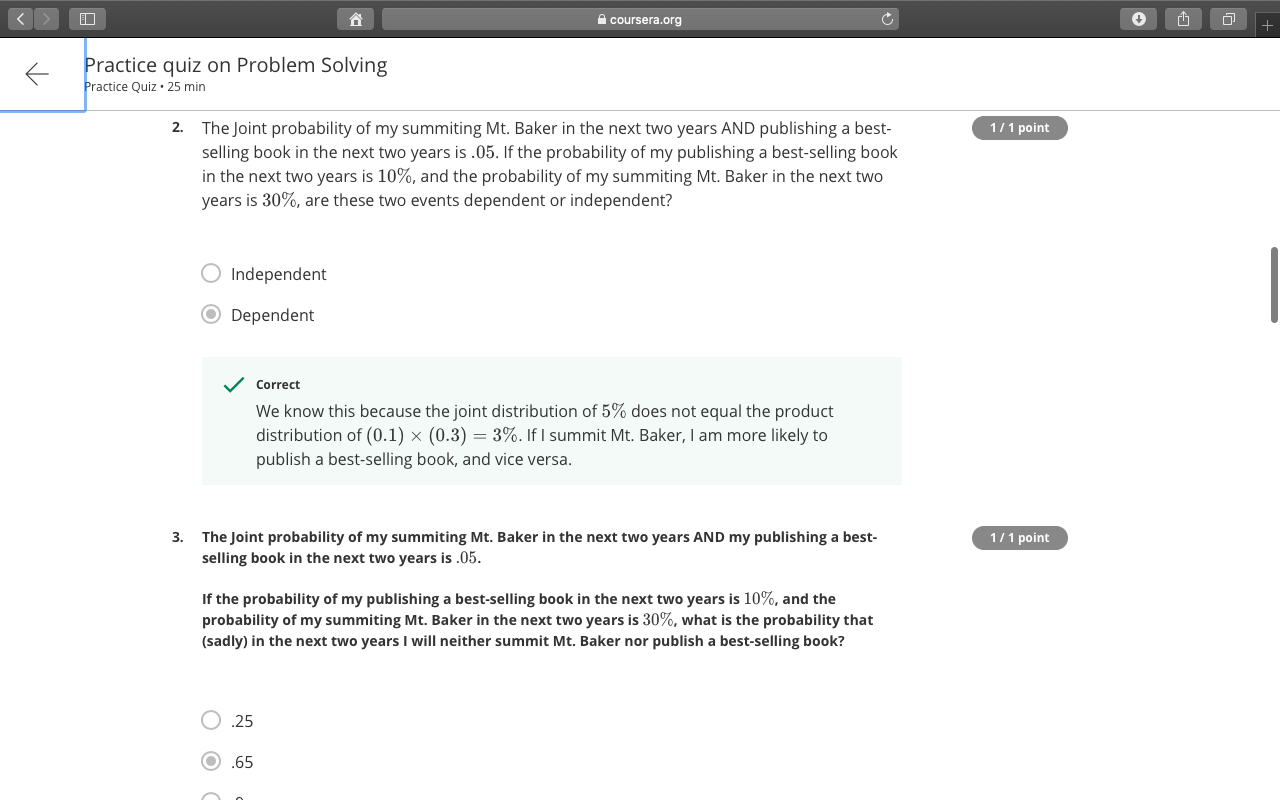 coursera.org
Practice quiz on Problem Solving
Practice Quiz • 25 min
2. The Joint probability of my summiting Mt. Baker in the next two years AND publishing a best-
1 / 1 point
selling book in the next two years is .05. If the probability of my publishing a best-selling book
in the next two years is 10%, and the probability of my summiting Mt. Baker in the next two
years is 30%, are these two events dependent or independent?
Independent
Dependent
Correct
We know this because the joint distribution of 5% does not equal the product
distribution of (0.1) × (0.3) = 3%. If I summit Mt. Baker, I am more likely to
publish a best-selling book, and vice versa.
3. The Joint probability of my summiting Mt. Baker in the next two years AND my publishing a best-
1 / 1 point
selling book in the next two years is .05.
If the probability of my publishing a best-selling book in the next two years is 10%, and the
probability of my summiting Mt. Baker in the next two years is 30%, what is the probability that
(sadly) in the next two years I will neither summit Mt. Baker nor publish a best-selling book?
.25
.65